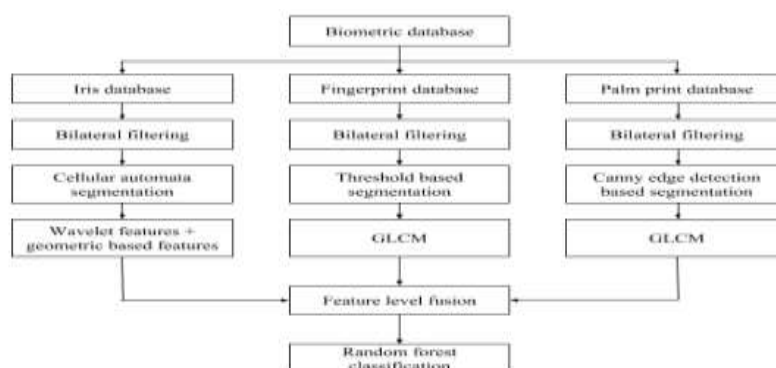 Biometric database
Iris database
Fingerprint database
Palm print database
Bilateral filtering
Bilateral filtering
Bilateral filtering
Cellular automata
segmentation
Threshold based
segmentation
Canny edge detection
based segmentation
Wavelet features +
geometric based features
GLCM
GLCM
Feature level fusion
Random forest
classification